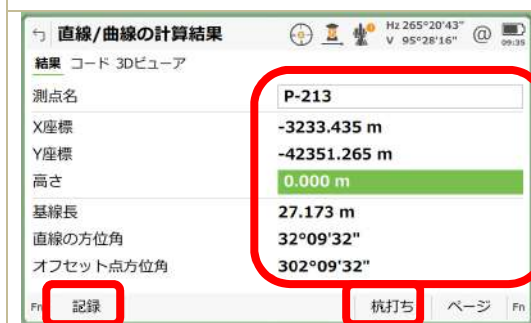 直線/曲線の計算結果
Hz 265°20'43"
V 95°28'16"
@
09:35
結果 コード 3Dビューア
測点名 P-213
X座標 -3233.435 m
Y座標 -42351.265 m
高さ 0.000 m
基線長 27.173 m
直線の方位角 32°09'32"
オフセット点方位角 302°09'32"
Fn 記録 杭打ち ページ Fn